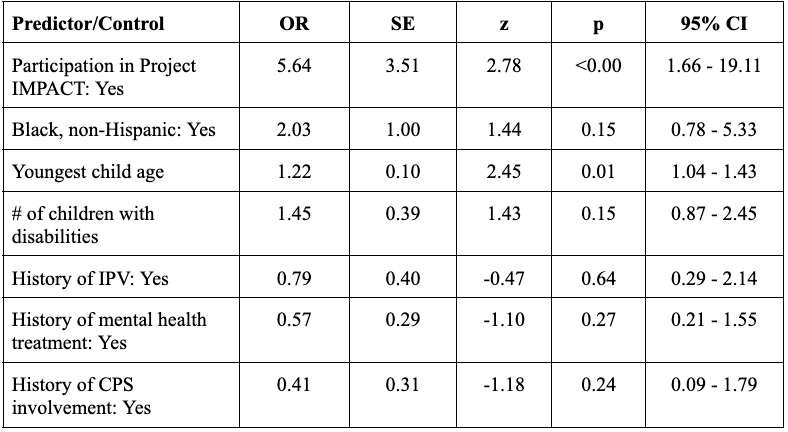 Predictor/Control OR SE z p 95% CI
Participation in Project
IMPACT: Yes 5.64 3.51 2.78 <0.00 1.66 - 19.11
Black, non-Hispanic: Yes 2.03 1.00 1.44 0.15 0.78 - 5.33
Youngest child age 1.22 0.10 2.45 0.01 1.04 - 1.43
# of children with
disabilities 1.45 0.39 1.43 0.15 0.87 - 2.45
History of IPV: Yes 0.79 0.40 -0.47 0.64 0.29 - 2.14
History of mental health
treatment: Yes 0.57 0.29 -1.10 0.27 0.21 - 1.55
History of CPS
involvement: Yes 0.41 0.31 -1.18 0.24 0.09 - 1.79